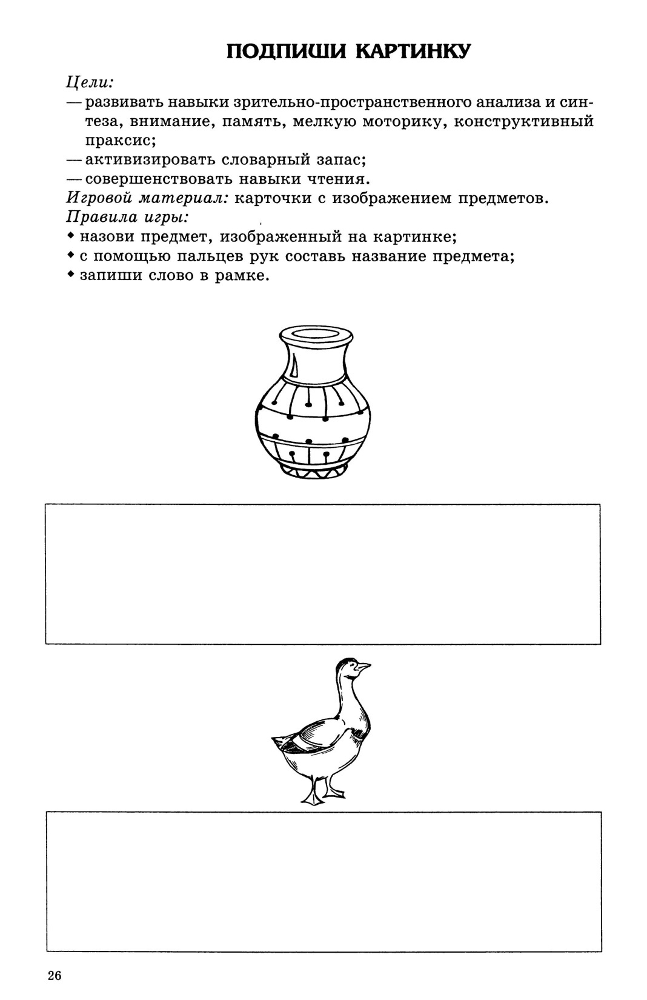 ПОДПИШИ КАРТИНКУ
Цели:
— развивать навыки зрительно-пространственного анализа и син-
теза, внимание, память, мелкую моторику, конструктивный
праксис;
— активизировать словарный запас;
— совершенствовать навыки чтения.
Игровой материал: карточки с изображением предметов.
Правила игры:
♦ назови предмет, изображенный на картинке;
♦ с помощью пальцев рук составь название предмета;
♦ запиши слово в рамке.
26